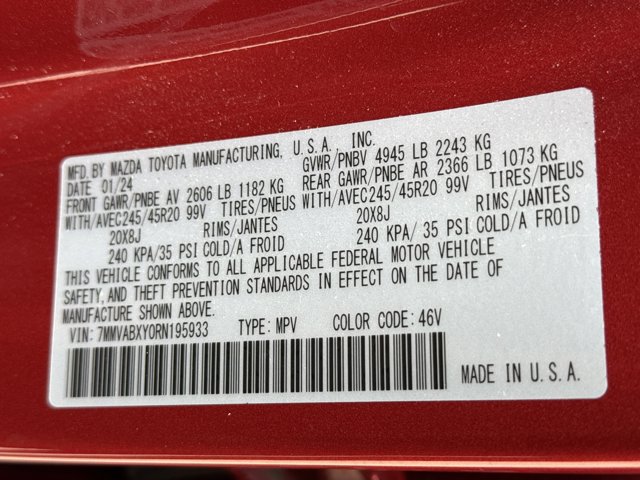 MFD. BY MAZDA TOYOTA MANUFACTURING, U.S.A., INC.
DATE 01/24 GVWR/PNBV 4945 LB 2243 KG
FRONT GAWR/PNBE AV 2606 LB 1182 KG REAR GAWR/PNBE AR 2366 LB 1073 KG
WITH/AVEC245/45R20 99V TIRES/PNEUS WITH/AVEC245/45R20 99V TIRES/PNEUS
20X8J RIMS/JANTES 20X8J RIMS/JANTES
240 KPA/ 35 PSI COLD/A FROID 240 KPA/ 35 PSI COLD/A FROID
THIS VEHICLE CONFORMS TO ALL APPLICABLE FEDERAL MOTOR VEHICLE
SAFETY,AND THEFT PREVENTION STANDARDS IN EFFECT ON THE DATE OF
MANUFACTURE SHOWN ABOVE.
VIN: 7MMVABXY0RN195933 TYPE: MPV COLOR CODE: 46V
MADE IN U.S.A.